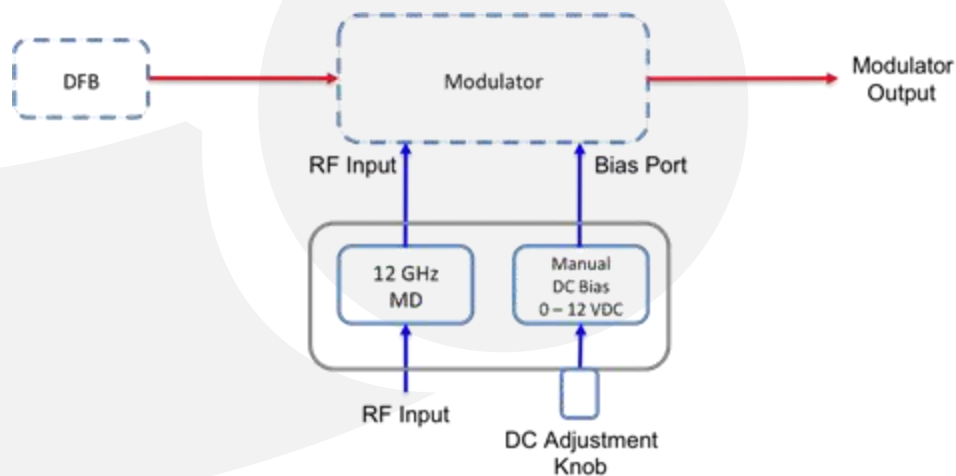 DFB
Modulator
Modulator
Output
RF Input
Bias Port
12 GHz
MD
Manual
DC Bias
0 – 12 VDC
RF Input
DC Adjustment
Knob